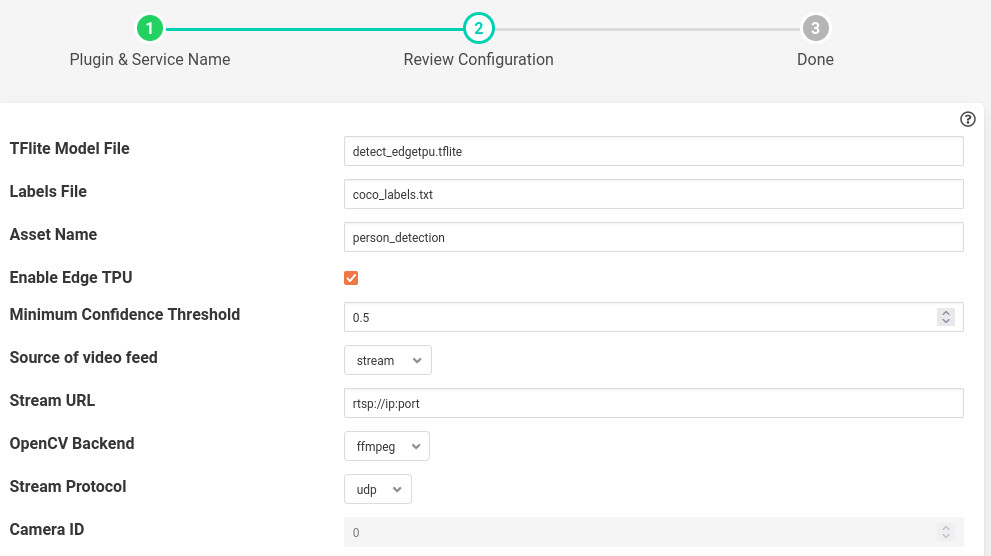 1 2 3
Plugin & Service Name Review Configuration Done
TFlite Model File detect_edgetpu.tflite
Labels File coco_labels.txt
Asset Name person_detection
Enable Edge TPU
Minimum Confidence Threshold 0.5
Source of video feed stream
Stream URL rtsp://ip:port
OpenCV Backend ffmpeg
Stream Protocol udp
Camera ID 0